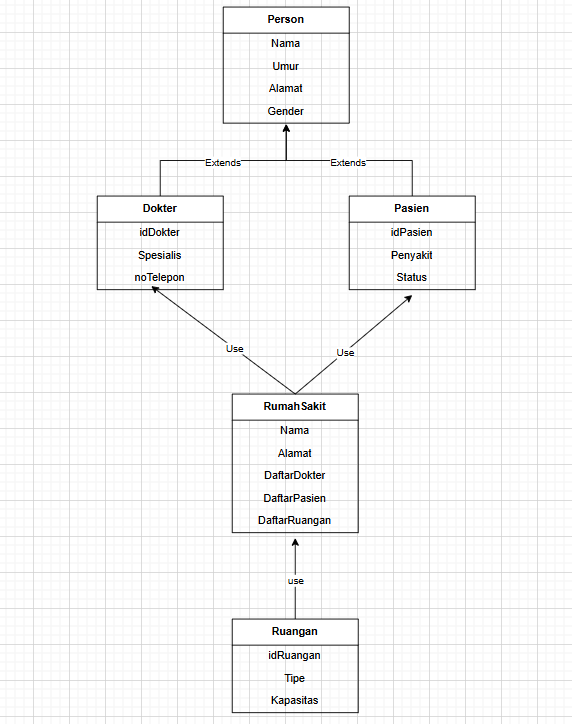 Person
Nama
Umur
Alamat
Gender
Extends
Extends
Dokter
idDokter
Spesialis
noTelepon
Pasien
idPasien
Penyakit
Status
Use
Use
RumahSakit
Nama
Alamat
DaftarDokter
DaftarPasien
DaftarRuangan
use
Ruangan
idRuangan
Tipe
Kapasitas